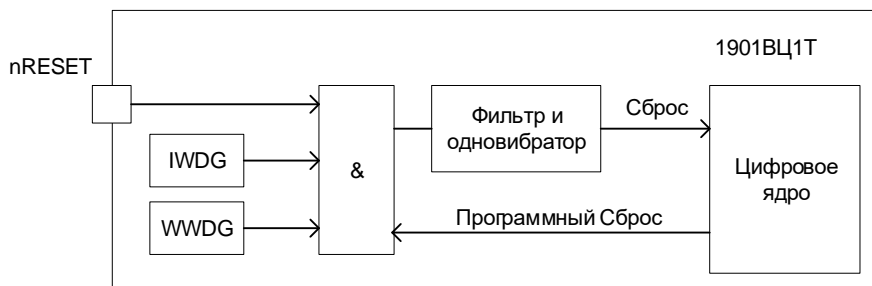 1901ВЦ1Т
nRESET
Фильтр и
одновибратор
Сброс
IWDG
&
Цифровое
ядро
WWDG
Программный Сброс